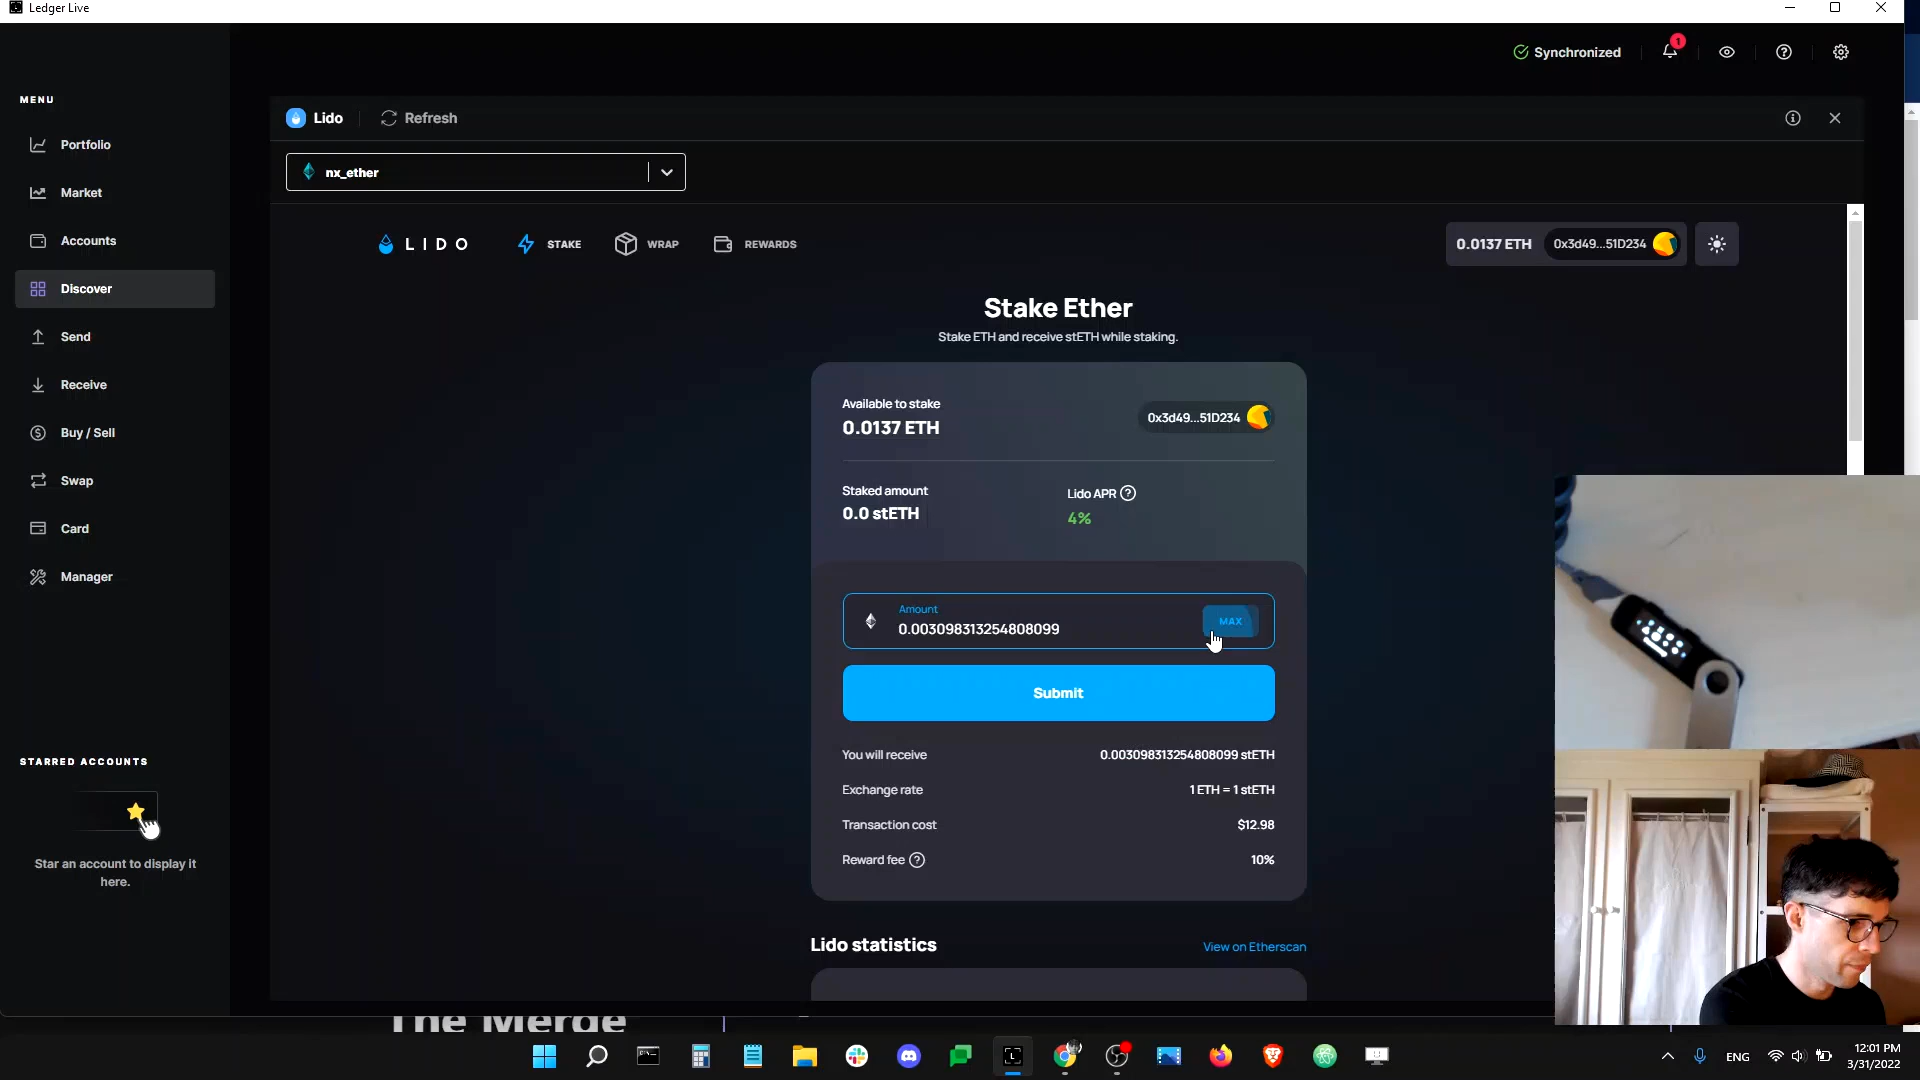 Ledger Live
Synchronized
1
MENU
Portfolio
Market
Accounts
Discover
Send
Receive
Buy / Sell
Swap
Card
Manager
STARRED ACCOUNTS
Star an account to display it
here.
Lido
Refresh
nx_ether
LIDO
STAKE
WRAP
REWARDS
0.0137 ETH
0x3d49...51D234
Stake Ether
Stake ETH and receive stETH while staking.
Available to stake
0.0137 ETH
0x3d49...51D234
Staked amount
0.0 stETH
Lido APR
4%
Amount
0.003098313254808099
MAX
Submit
You will receive 0.003098313254808099 stETH
Exchange rate 1 ETH = 1 stETH
Transaction cost $12.98
Reward fee 10%
Lido statistics
View on Etherscan
The Merge
ENG
12:01 PM
3/31/2022